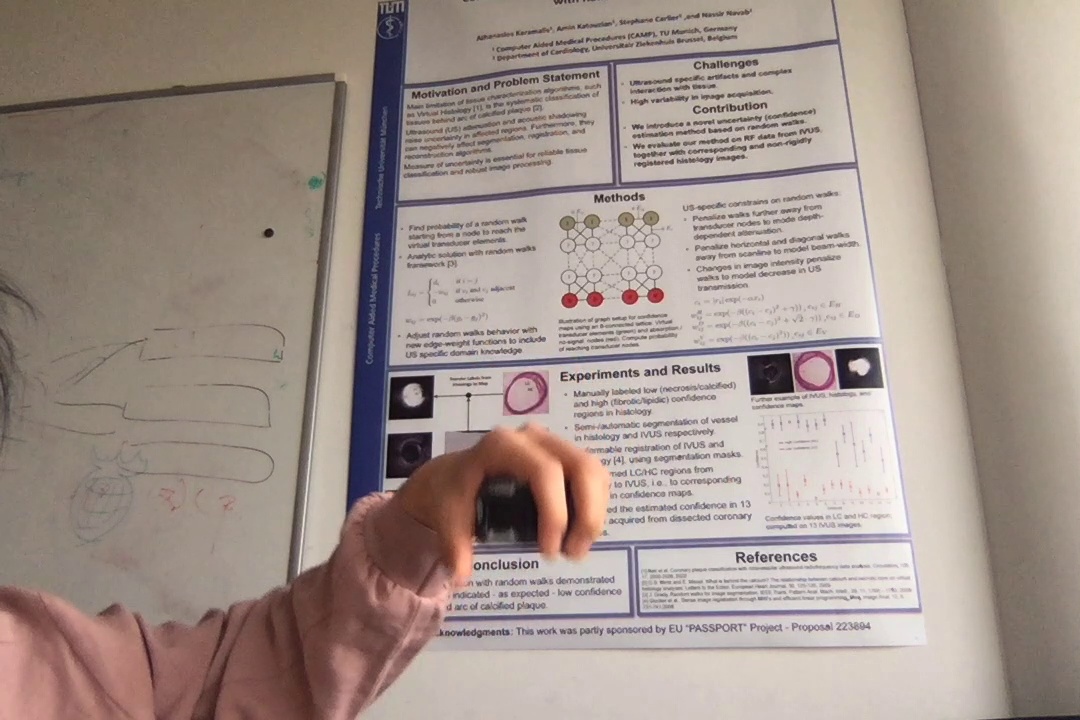 TUM
with
Athanasios Karamalis¹, Amin Katouzian¹, Stephane Carlier² ,and Nassir Navab¹
¹ Computer Aided Medical Procedures (CAMP), TU Munich, Germany
² Department of Cardiology, Universitair Ziekenhuis Brussel, Belgium
Technische Universität München
Computer Aided Medical Procedures
Motivation and Problem Statement
Main limitation of tissue characterization algorithms, such
as Virtual Histology [1], is the systematic classification of
tissues behind arc of calcified plaque [2].
Ultrasound (US) attenuation and acoustic shadowing
raise uncertainty in affected regions. Furthermore, they
can negatively affect segmentation, registration, and
reconstruction algorithms.
Measure of uncertainty is essential for reliable tissue
classification and robust image processing.
Challenges
Ultrasound specific artifacts and complex
interaction with tissue.
High variability in image acquisition.
Contribution
We introduce a novel uncertainty (confidence)
estimation method based on random walks.
We evaluate our method on RF data from IVUS,
together with corresponding and non-rigidly
registered histology images.
Methods
Find probability of a random walk
starting from a node to reach the
virtual transducer elements.
Analytic solution with random walks
framework [3]
otherwise
Adjust random walks behavior with
new edge-weight functions to include
US specific domain knowledge
Illustration of graph setup for confidence
maps using an 8-connected lattice. Virtual
transducer elements (green) and absorption /
no-signal nodes (red). Compute probability
of reaching transducer nodes.
US-specific constrains on random walks:
Penalize walks further away from
transducer nodes to mode depth-
dependent attenuation.
Penalize horizontal and diagonal walks
away from scanline to model beam-width.
Changes in image intensity penalize
walks to model decrease in US
transmission.
Transfer Labels from
Histology to Map
Experiments and Results
Manually labeled low (necrosis/calcified)
and high (fibrotic/lipidic) confidence
regions in histology.
Semi-/automatic segmentation of vessel
in histology and IVUS respectively.
formable registration of IVUS and
gy [4], using segmentation masks.
med LC/HC regions from
y to IVUS, i.e., to corresponding
in confidence maps.
ed the estimated confidence in 13
acquired from dissected coronary
s.
Further example of IVUS, histology, and
confidence maps.
Confidence values in LC and HC region,
computed on 13 IVUS images.
onclusion
on with random walks demonstrated
indicated - as expected - low confidence
d arc of calcified plaque.
References
knowledgments: This work was partly sponsored by EU "PASSPORT" Project - Proposal 223894